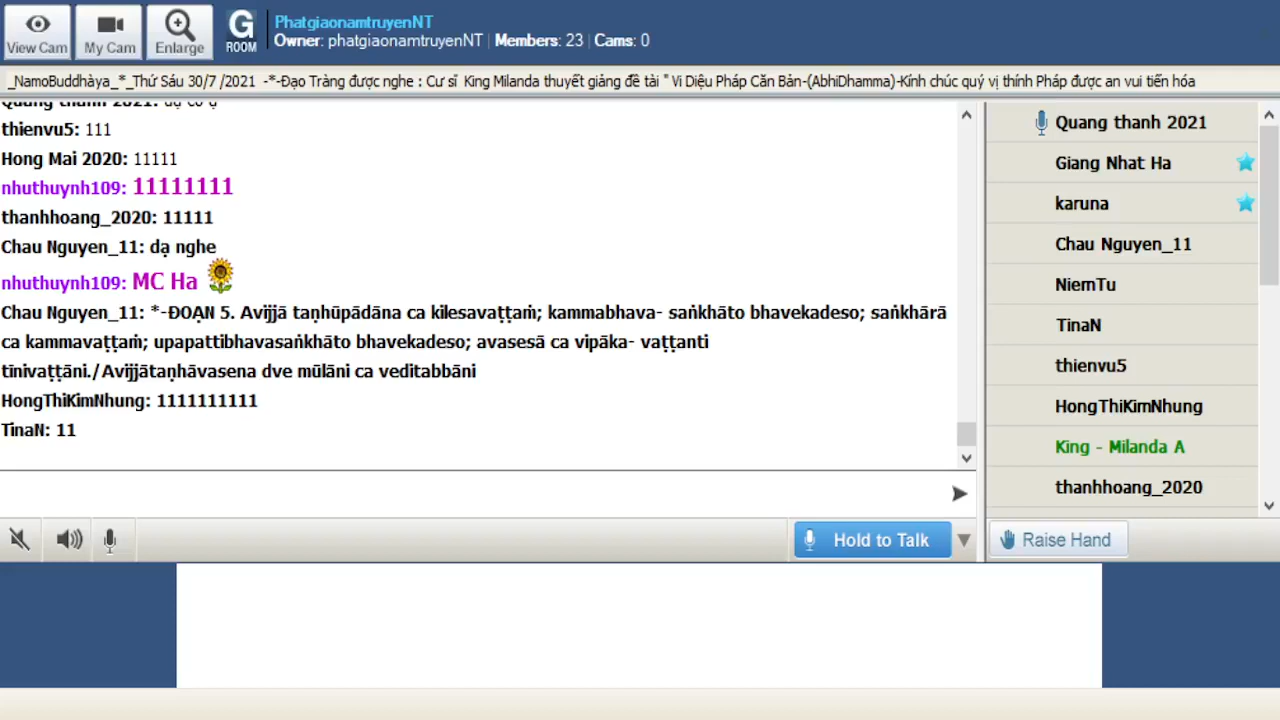 PhatgiaonamtruyenNT
Owner: phatgiaonamtruyenNT | Members: 23 | Cams: 0
View Cam
My Cam
Enlarge
G
ROOM
_NamoBuddhàya_*_Thứ Sáu 30/7 /2021 -*-Đạo Tràng được nghe : Cư sĩ King Milanda thuyết giảng đề tài " Vi Diệu Pháp Căn Bản-(AbhiDhamma)-Kính chúc quý vị thính Pháp được an vui tiến hóa
Quang thanh 2021: dạ có ạ
thienvu5: 111
Hong Mai 2020: 11111
nhuthuynh109: 11111111
thanhhoang_2020: 11111
Chau Nguyen_11: dạ nghe
nhuthuynh109: MC Ha
Chau Nguyen_11: *-ĐOẠN 5. Avijjā taṇhūpādāna ca kilesavaṭṭaṁ; kammabhava- saṅkhāto bhavekadeso; saṅkhārā
ca kammavaṭṭaṁ; upapattibhavasaṅkhāto bhavekadeso; avasesā ca vipāka- vaṭṭanti
tīnivaṭṭāni./Avijjātaṇhāvasena dve mūlāni ca veditabbāni
HongThiKimNhung: 1111111111
TinaN: 11
Hold to Talk
Quang thanh 2021
Giang Nhat Ha
karuna
Chau Nguyen_11
NiemTu
TinaN
thienvu5
HongThiKimNhung
King - Milanda A
thanhhoang_2020
Raise Hand